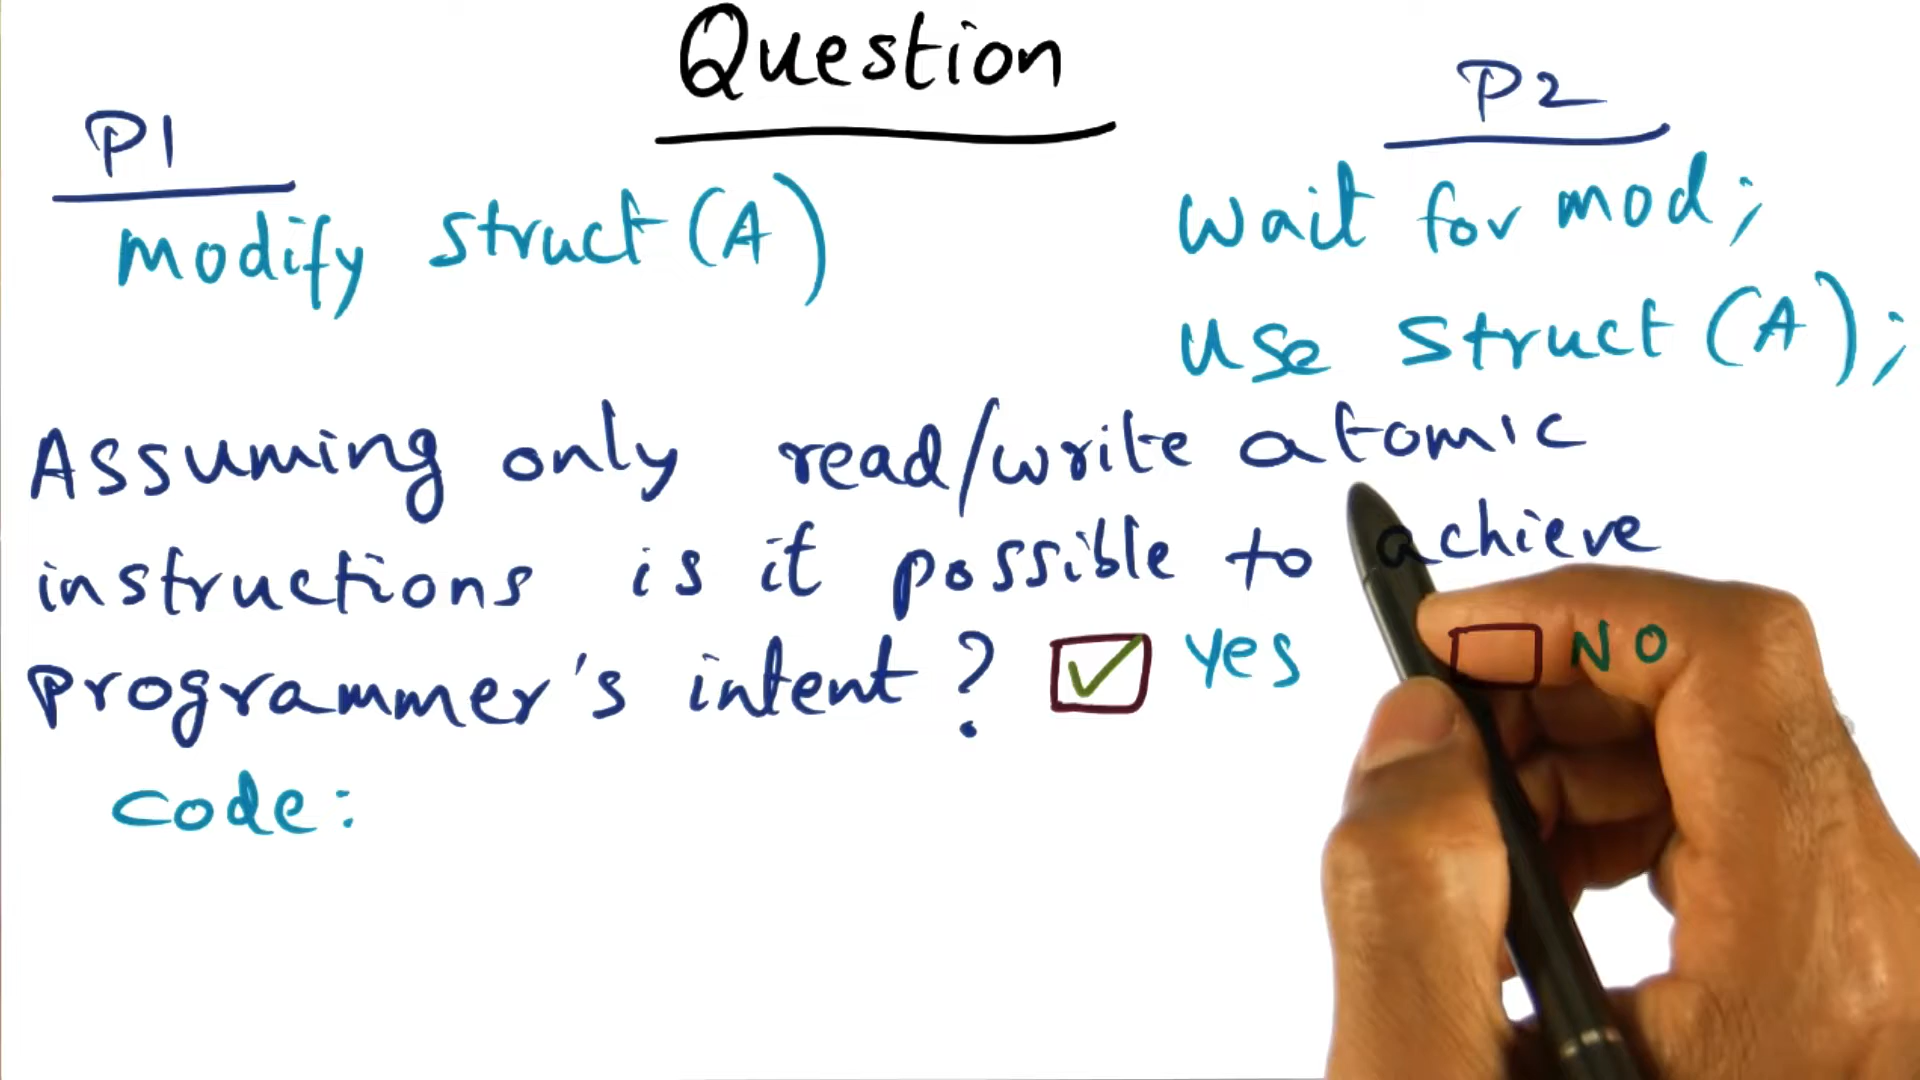 Question
P1
modify struct (A)
P2
wait for mod;
use struct (A);
Assuming only read/write atomic
instructions is it possible to achieve
programmer's intent? Yes NO
code: